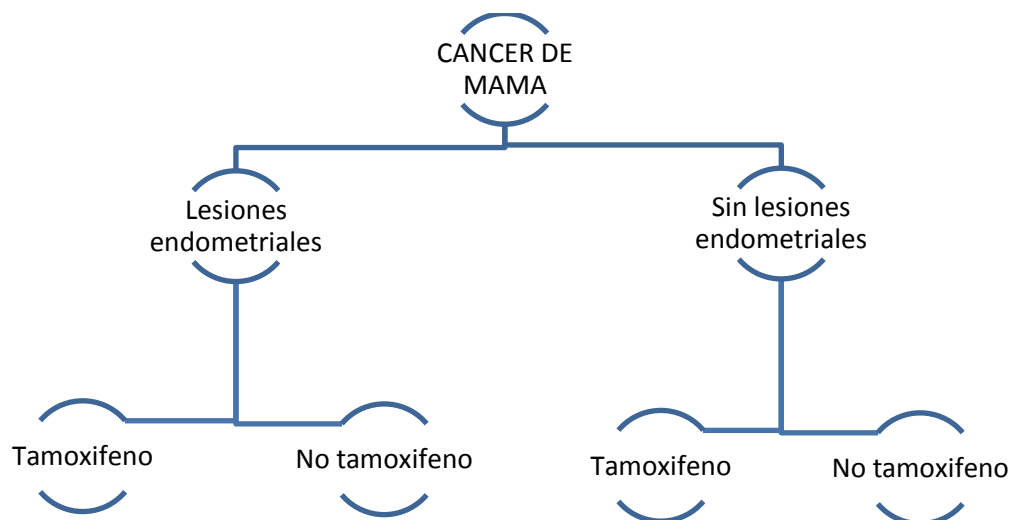 CANCER DE
MAMA
Lesiones
endometriales
Sin lesiones
endometriales
Tamoxifeno
No tamoxifeno
Tamoxifeno
No tamoxifeno